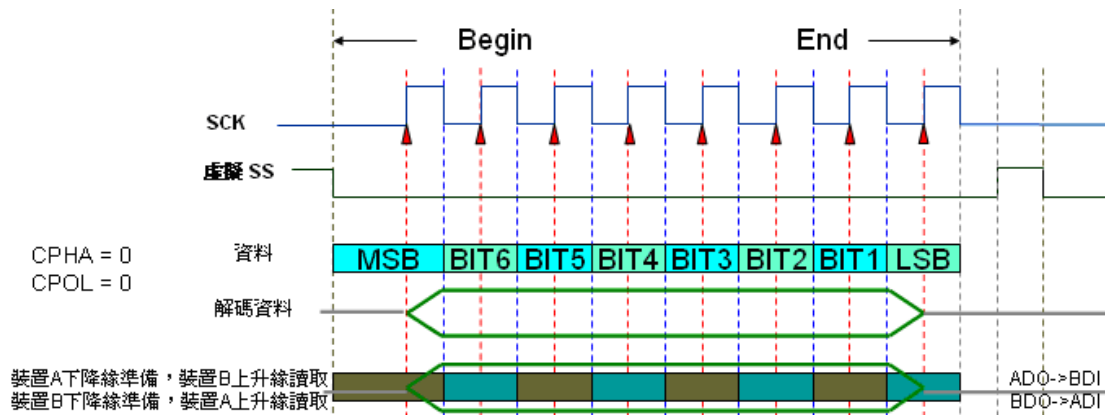 Begin End
SCK
虛擬 SS
CPHA = 0
CPOL = 0
資料
MSB BIT6 BIT5 BIT4 BIT3 BIT2 BIT1 LSB
解碼資料
裝置A下降緣準備，裝置B上升緣讀取
裝置B下降緣準備，裝置A上升緣讀取
ADO->BDI
BDO->ADI